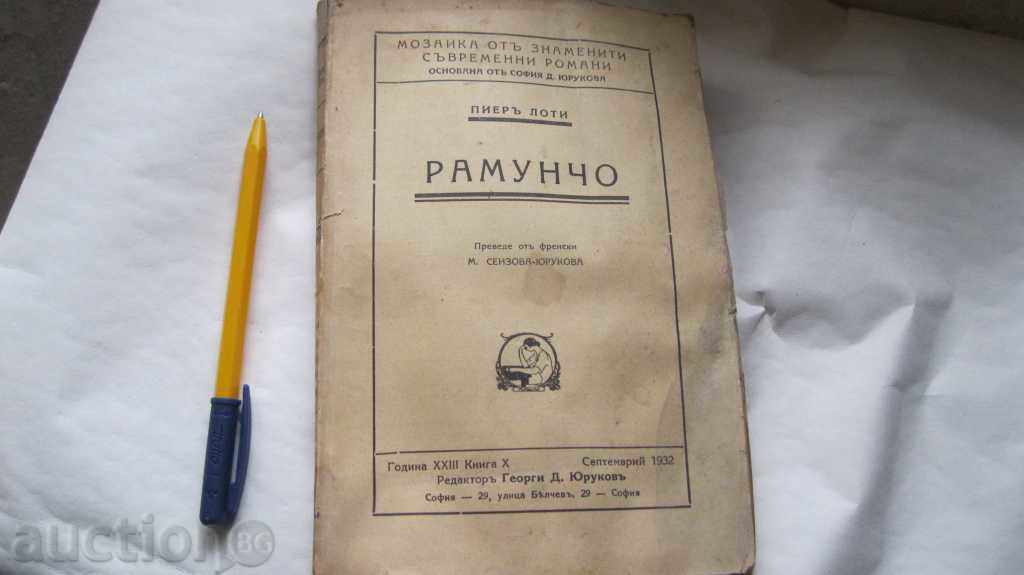 МОЗАИКА ОТЪ ЗНАМЕНИТИ
СЪВРЕМЕННИ РОМАНИ
ОСНОВАНА ОТЪ СОФИЯ Д. ЮРУКОВА
ПИЕРЪ ЛОТИ
РАМУНЧО
Преведе отъ френски
М. СЕИЗОВА-ЮРУКОВА
Година XXIII Книга X Септемврий 1932
Редакторъ Георги Д. Юруковъ
София — 29, улица Бѣлчевъ, 29 — София
auction BG